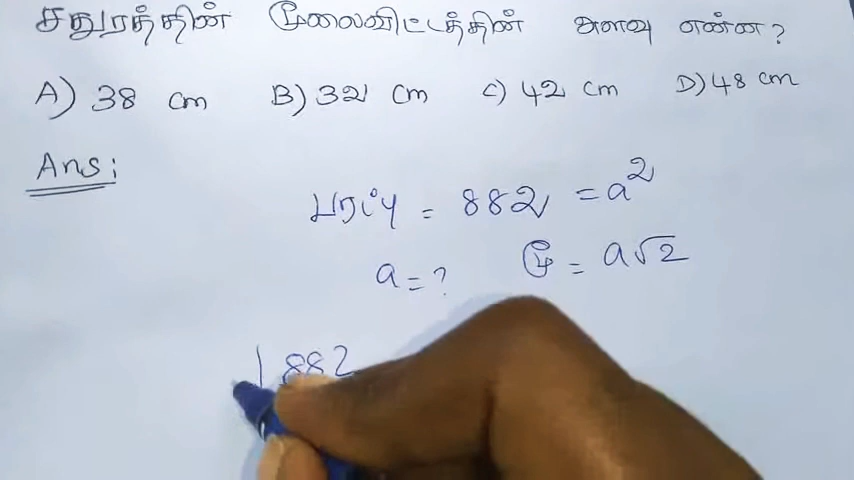 சதுரத்தின் மூலைவிட்டத்தின் அளவு என்ன?
A) 38 cm B) 32 cm C) 42 cm D) 48 cm
Ans:
பரப்பு = 882 = a²
a = ? மூ = a√2
882